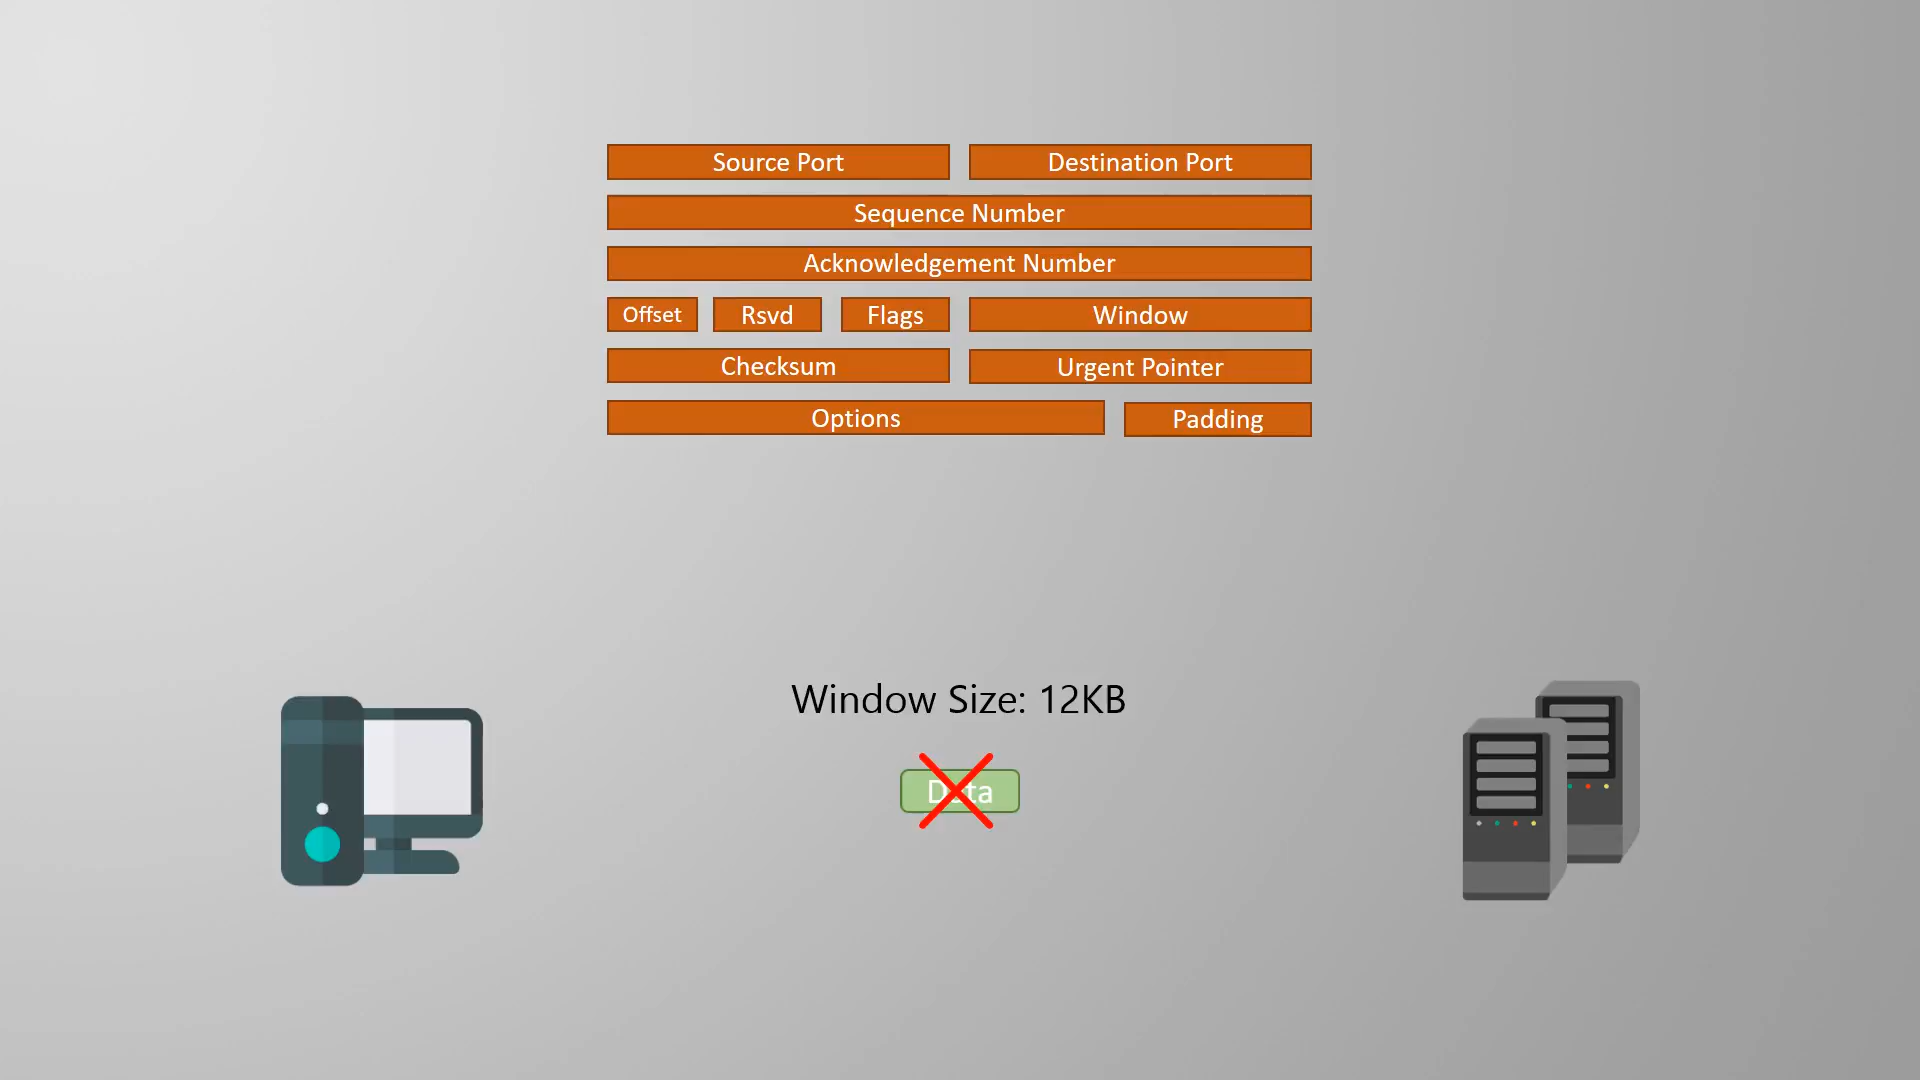 Source Port
Destination Port
Sequence Number
Acknowledgement Number
Offset
Rsvd
Flags
Window
Checksum
Urgent Pointer
Options
Padding
Window Size: 12KB
Data